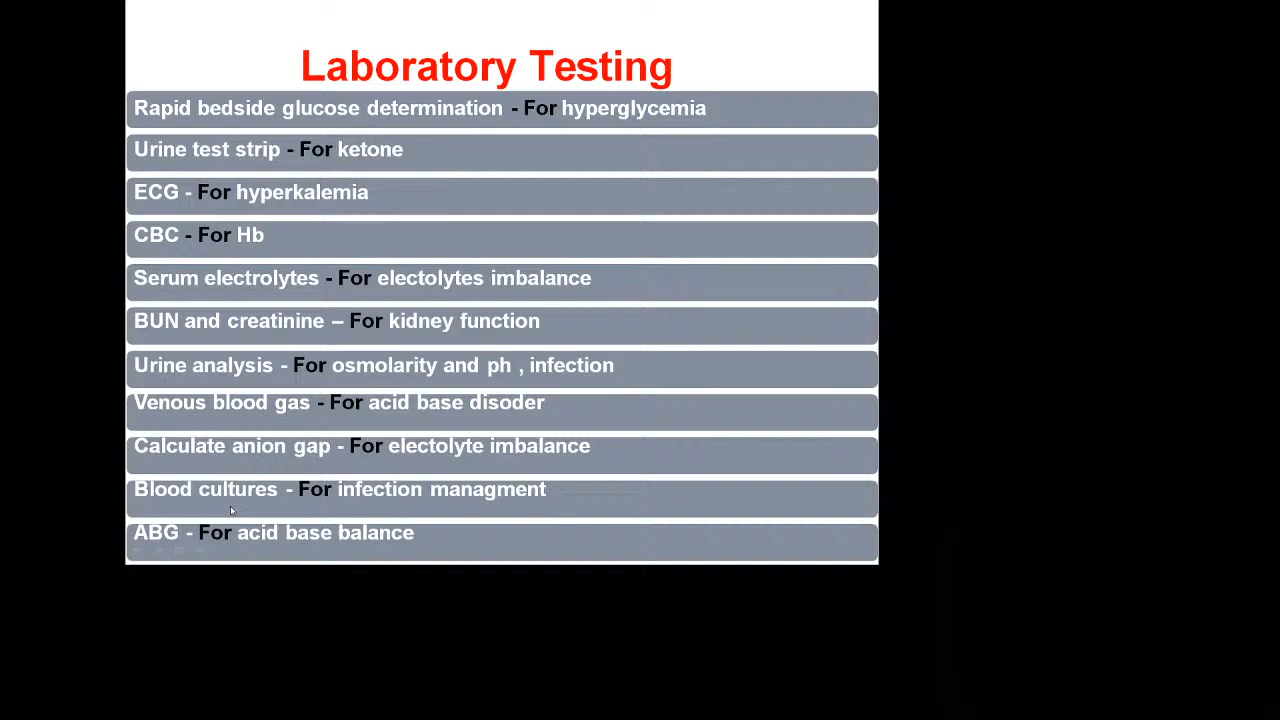 Laboratory Testing
Rapid bedside glucose determination - For hyperglycemia
Urine test strip - For ketone
ECG - For hyperkalemia
CBC - For Hb
Serum electrolytes - For electolytes imbalance
BUN and creatinine – For kidney function
Urine analysis - For osmolarity and ph , infection
Venous blood gas - For acid base disoder
Calculate anion gap - For electolyte imbalance
Blood cultures - For infection managment
ABG - For acid base balance